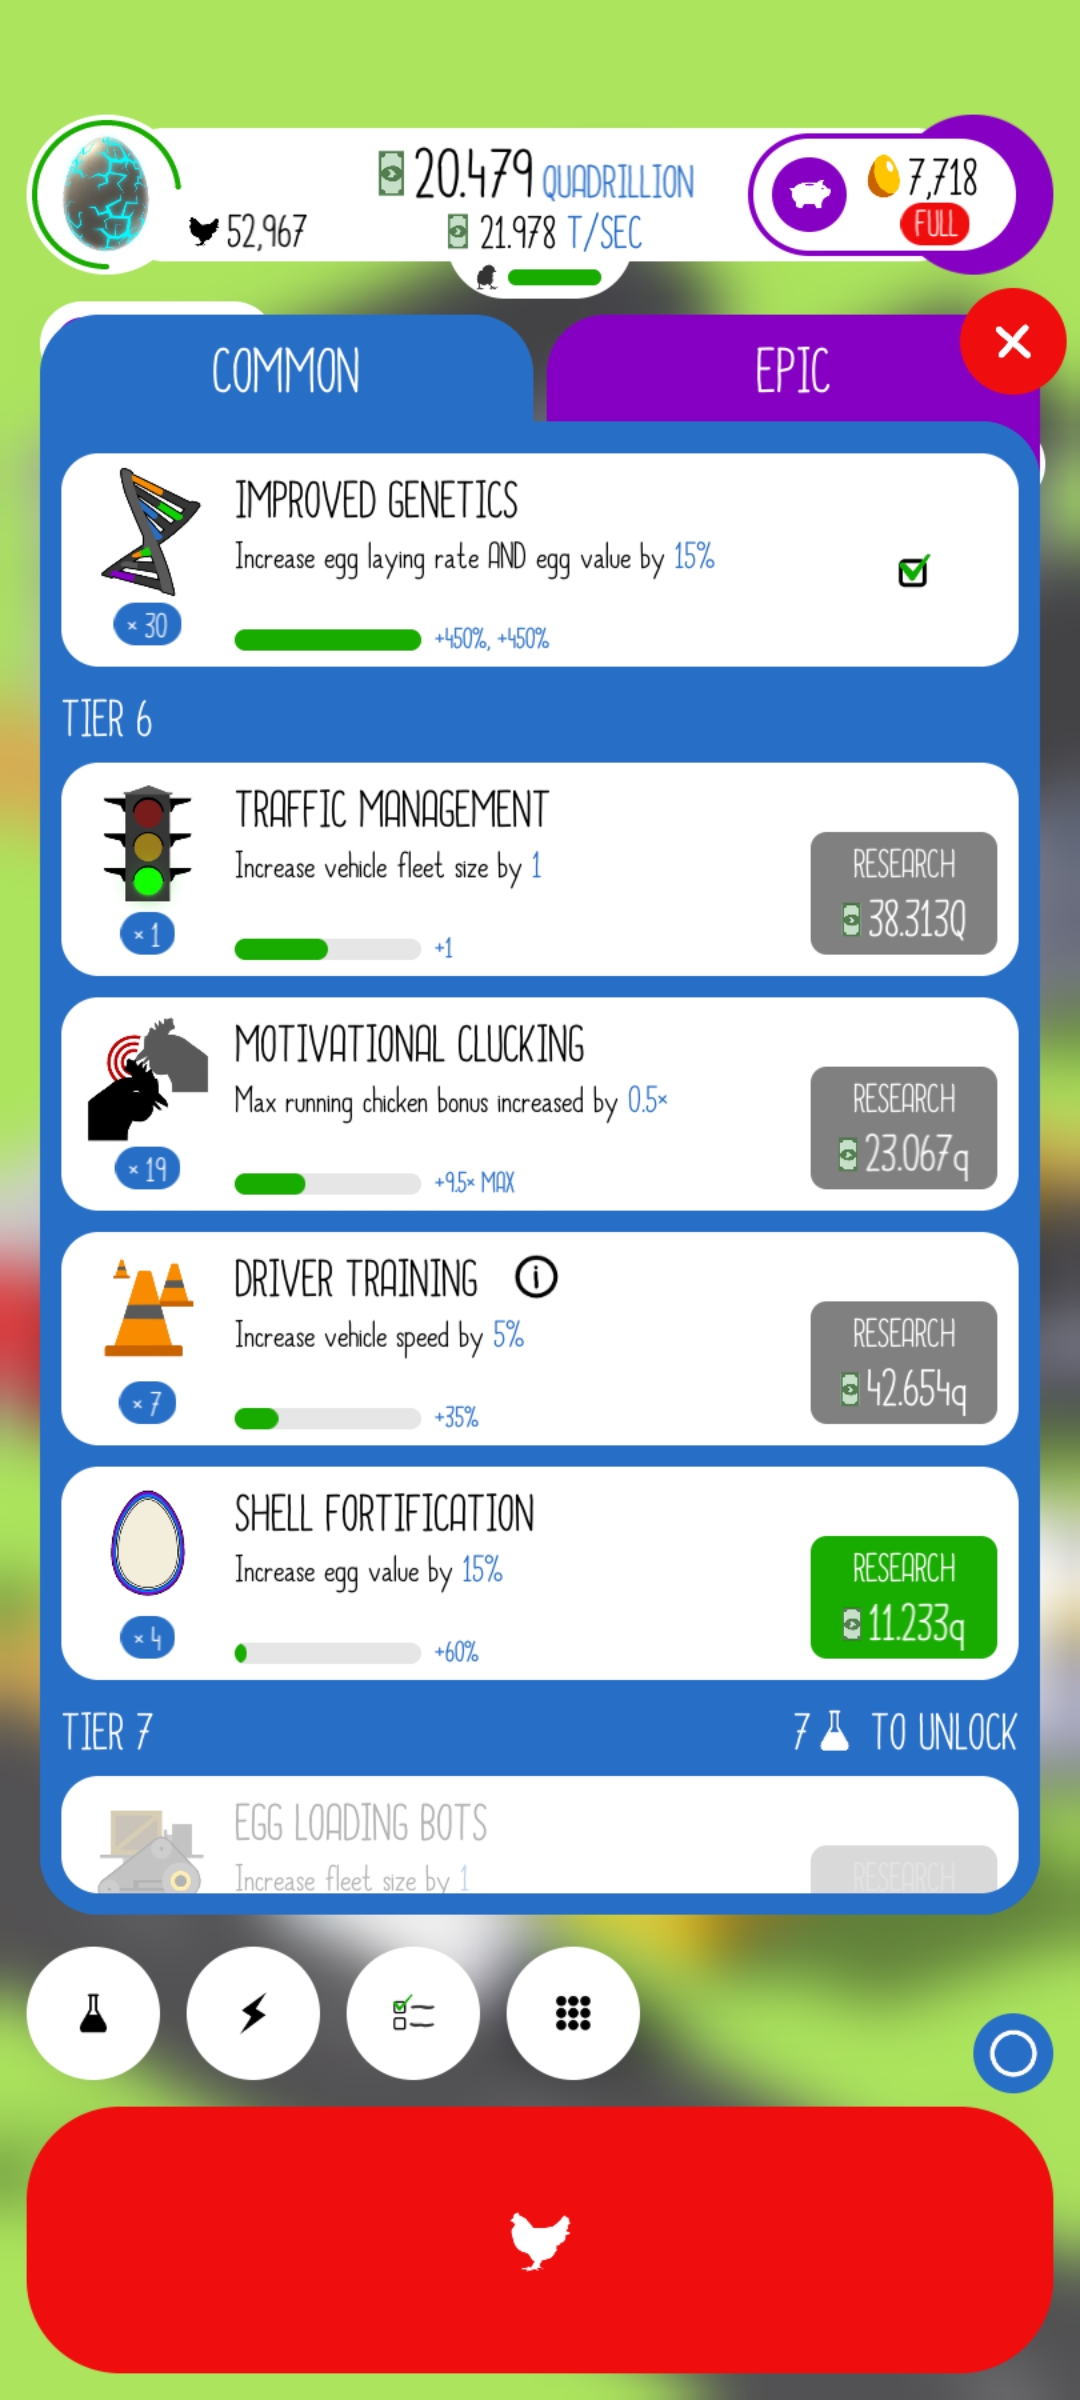 20.479 QUADRILLION
52,967
21.978 T/SEC
7,718
FULL
COMMON
EPIC
IMPROVED GENETICS
Increase egg laying rate AND egg value by 15%
× 30
+450%, +450%
TIER 6
TRAFFIC MANAGEMENT
Increase vehicle fleet size by 1
× 1
+1
RESEARCH
38.313Q
MOTIVATIONAL CLUCKING
Max running chicken bonus increased by 0.5×
× 19
+9.5× MAX
RESEARCH
23.067q
DRIVER TRAINING
Increase vehicle speed by 5%
× 7
+35%
RESEARCH
42.654q
SHELL FORTIFICATION
Increase egg value by 15%
× 4
+60%
RESEARCH
11.233q
TIER 7
7 TO UNLOCK
EGG LOADING BOTS
Increase fleet size by 1
RESEARCH